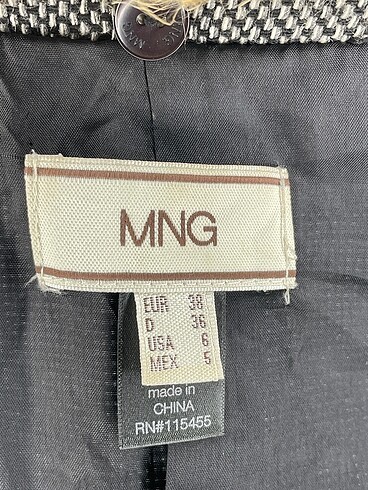 MNG
EUR 38
D 36
USA 6
MEX 5
made in
CHINA
RN#115455